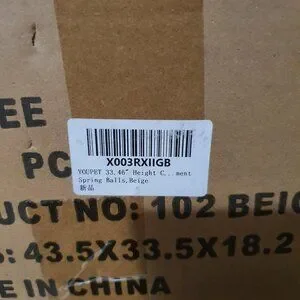 EE
PC
X003RXIIGB
YOUPET 33.46" Height C...ment
Spring Balls,Beige
新品
UCT NO: 102 BEIG
: 43.5X33.5X18.2
E IN CHINA